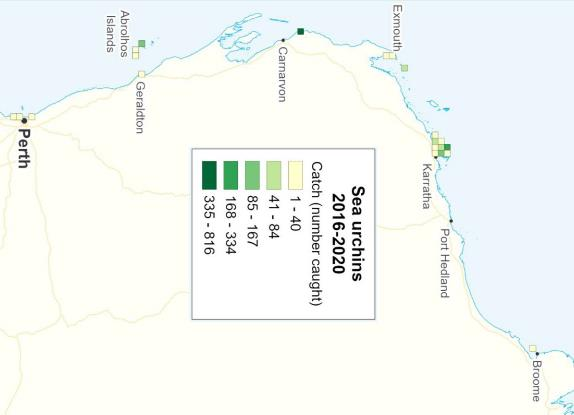 Sea urchins
2016-2020
Catch (number caught)
1 - 40
41 - 84
85 - 167
168 - 334
335 - 816
Broome
Port Hedland
Karratha
Exmouth
Carnarvon
Abrolhos
Islands
Geraldton
Perth